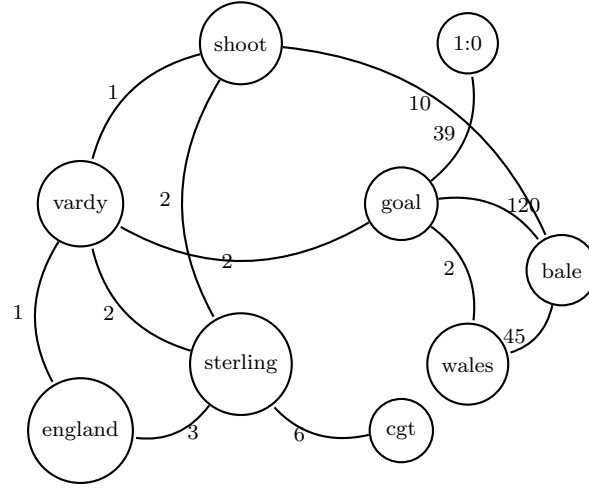 shoot
1:0
1
10
39
vardy
2
goal
120
2
bale
2
1
2
45
sterling
wales
england
3
6
cgt